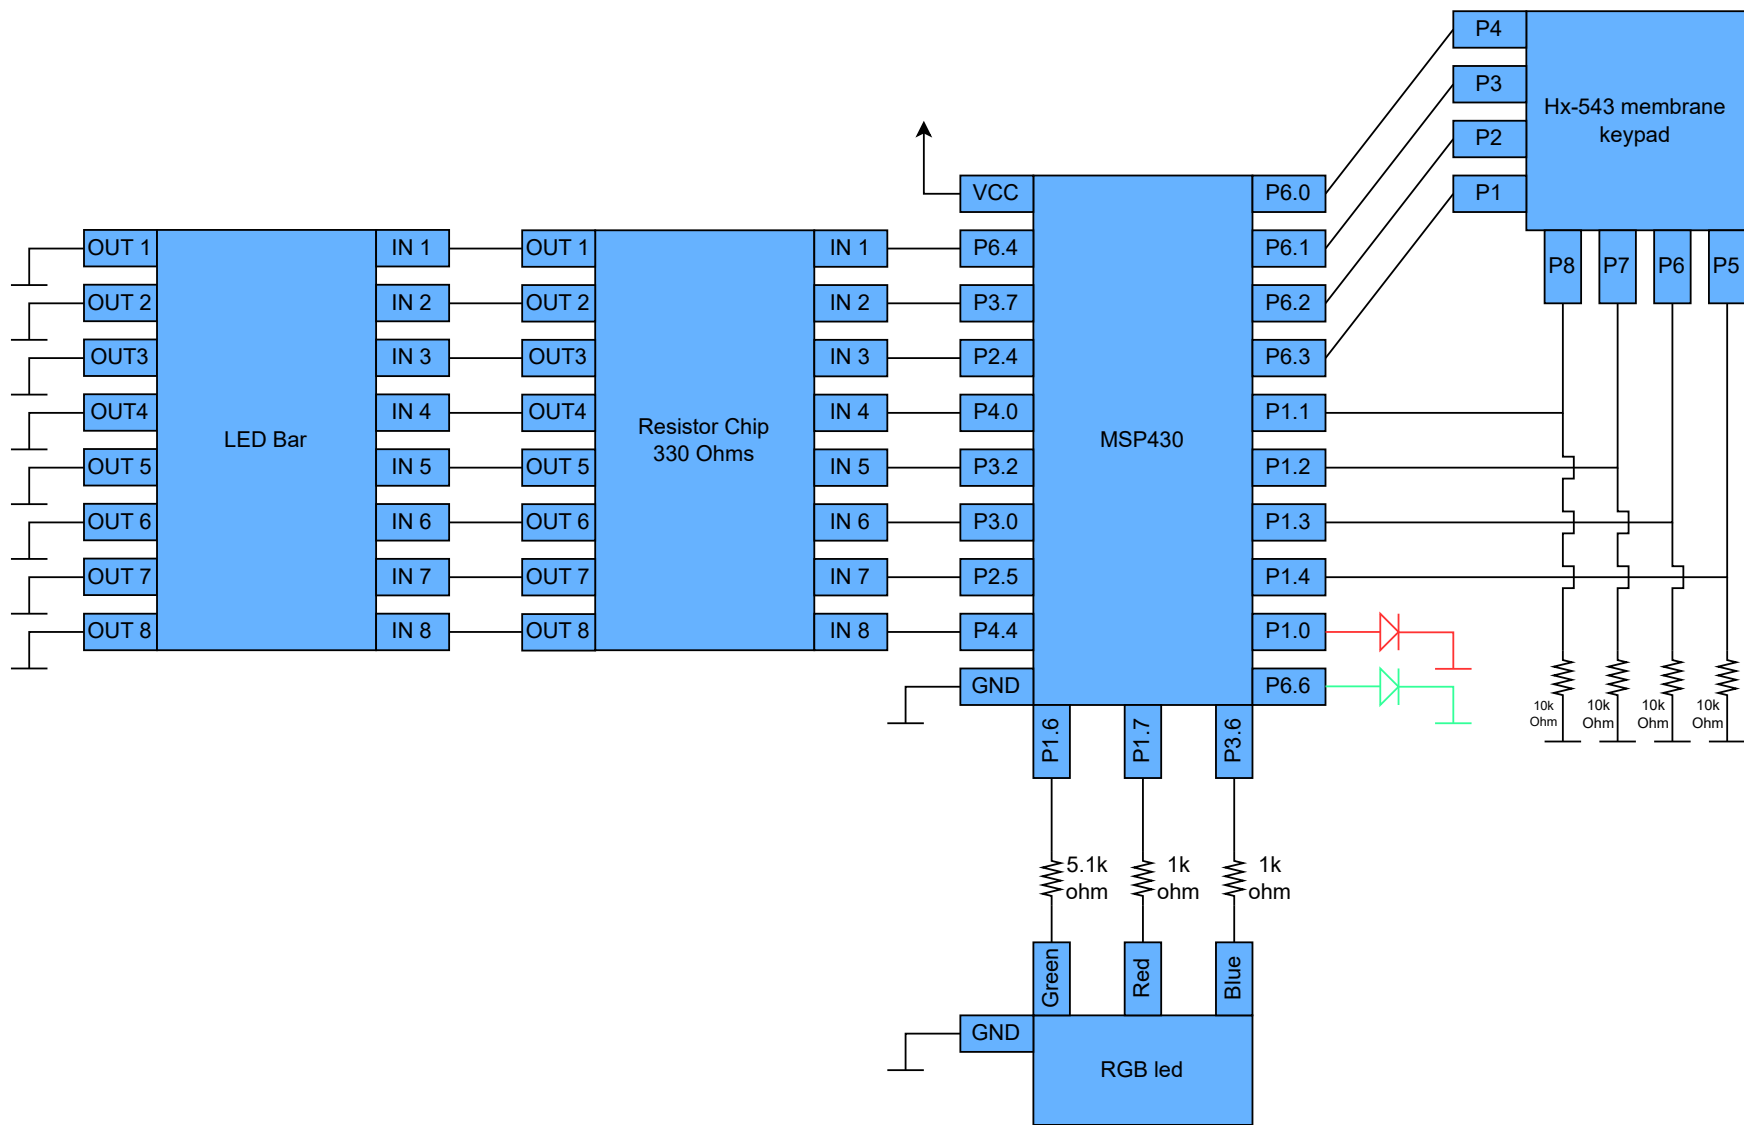 P4
P3
P2
P1
Hx-543 membrane
keypad
P8
P7
P6
P5
VCC
P6.4
P3.7
P2.4
P4.0
P3.2
P3.0
P2.5
P4.4
GND
MSP430
P6.0
P6.1
P6.2
P6.3
P1.1
P1.2
P1.3
P1.4
P1.0
P6.6
P1.6
P1.7
P3.6
OUT 1
OUT 2
OUT3
OUT4
OUT 5
OUT 6
OUT 7
OUT 8
LED Bar
IN 1
IN 2
IN 3
IN 4
IN 5
IN 6
IN 7
IN 8
OUT 1
OUT 2
OUT3
OUT4
OUT 5
OUT 6
OUT 7
OUT 8
Resistor Chip
330 Ohms
IN 1
IN 2
IN 3
IN 4
IN 5
IN 6
IN 7
IN 8
10k
Ohm
10k
Ohm
10k
Ohm
10k
Ohm
5.1k
ohm
1k
ohm
1k
ohm
Green
Red
Blue
GND
RGB led